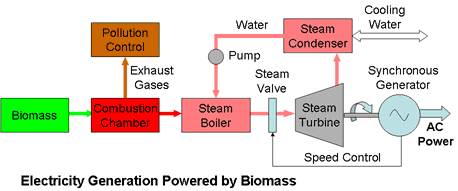 Pollution
Control
Exhaust
Gases
Biomass
Combustion
Chamber
Water
Pump
Steam
Boiler
Steam
Valve
Steam
Condenser
Cooling
Water
Steam
Turbine
Synchronous
Generator
AC
Power
Speed Control
Electricity Generation Powered by Biomass